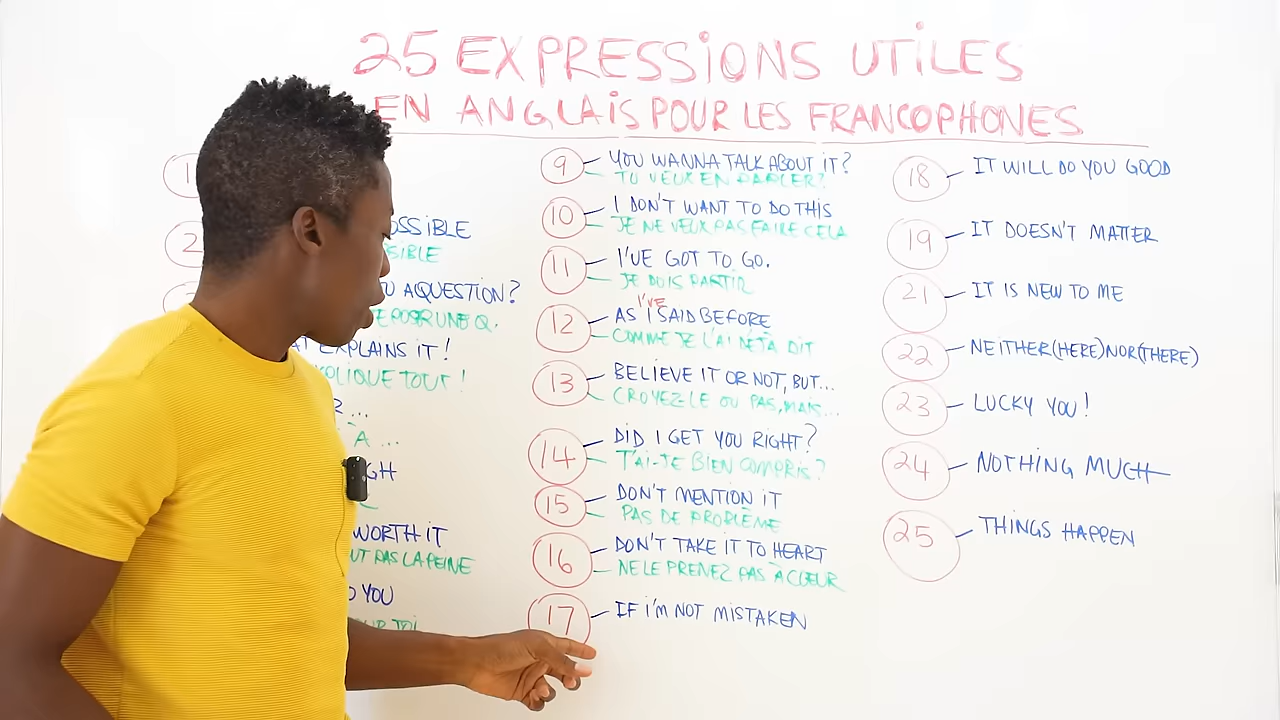 25 EXPRESSIONS UTILES
EN ANGLAIS POUR LES FRANCOPHONES
1
2
OSSIBLE
SIBLE
A QUESTION?
POSER UNE Q.
EXPLAINS IT!
TOUT!
À ...
GH
WORTH IT
PAS LA PEINE
YOU
TOI
9 YOU WANNA TALK ABOUT IT?
TU VEUX EN PARLER?
10 I DON'T WANT TO DO THIS
JE NE VEUX PAS FAIRE CELA
11 I'VE GOT TO GO.
JE DOIS PARTIR
12 AS I'VE SAID BEFORE
COMME JE L'AI DÉJÀ DIT
13 BELIEVE IT OR NOT, BUT...
CROYEZ-LE OU PAS, MAIS...
14 DID I GET YOU RIGHT?
T'AI-JE BIEN COMPRIS?
15 DON'T MENTION IT
PAS DE PROBLÈME
16 DON'T TAKE IT TO HEART
NE LE PRENEZ PAS À CŒUR
17 IF I'M NOT MISTAKEN
18 IT WILL DO YOU GOOD
19 IT DOESN'T MATTER
21 IT IS NEW TO ME
22 NEITHER (HERE) NOR (THERE)
23 LUCKY YOU!
24 NOTHING MUCH
25 THINGS HAPPEN